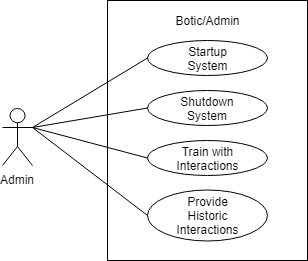 Botic/Admin
Startup
System
Shutdown
System
Train with
Interactions
Provide
Historic
Interactions
Admin